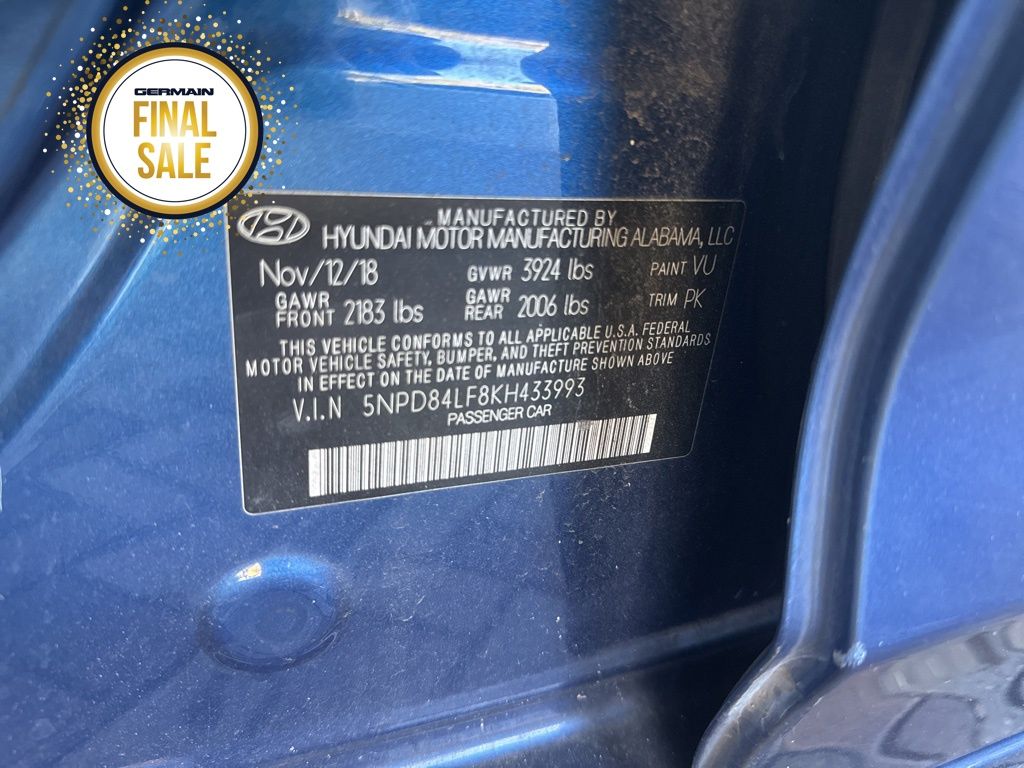 GERMAIN
FINAL
SALE
MANUFACTURED BY
HYUNDAI MOTOR MANUFACTURING ALABAMA, LLC
Nov/12/18 GVWR 3924 lbs PAINT VU
GAWR FRONT 2183 lbs GAWR REAR 2006 lbs TRIM PK
THIS VEHICLE CONFORMS TO ALL APPLICABLE U.S.A. FEDERAL
MOTOR VEHICLE SAFETY, BUMPER, AND THEFT PREVENTION STANDARDS
IN EFFECT ON THE DATE OF MANUFACTURE SHOWN ABOVE
V.I.N 5NPD84LF8KH433993
PASSENGER CAR